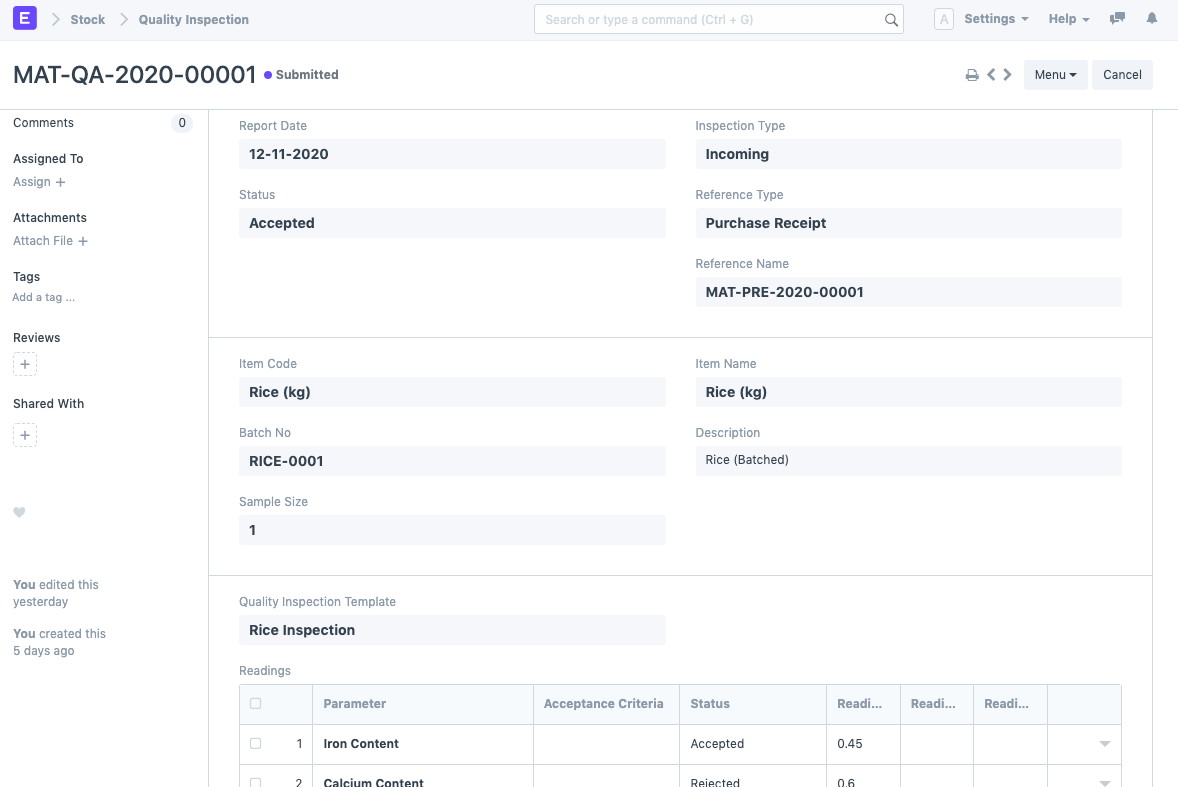 E Stock Quality Inspection Search or type a command (Ctrl + G) A Settings Help
MAT-QA-2020-00001 Submitted Menu Cancel
Comments 0
Assigned To
Assign +
Attachments
Attach File +
Tags
Add a tag ...
Reviews
+
Shared With
+
You edited this
yesterday
You created this
5 days ago
Report Date
12-11-2020
Status
Accepted
Inspection Type
Incoming
Reference Type
Purchase Receipt
Reference Name
MAT-PRE-2020-00001
Item Code
Rice (kg)
Batch No
RICE-0001
Sample Size
1
Item Name
Rice (kg)
Description
Rice (Batched)
Quality Inspection Template
Rice Inspection
Readings
Parameter Acceptance Criteria Status Readi... Readi... Readi...
1 Iron Content Accepted 0.45
2 Calcium Content Rejected 0.6